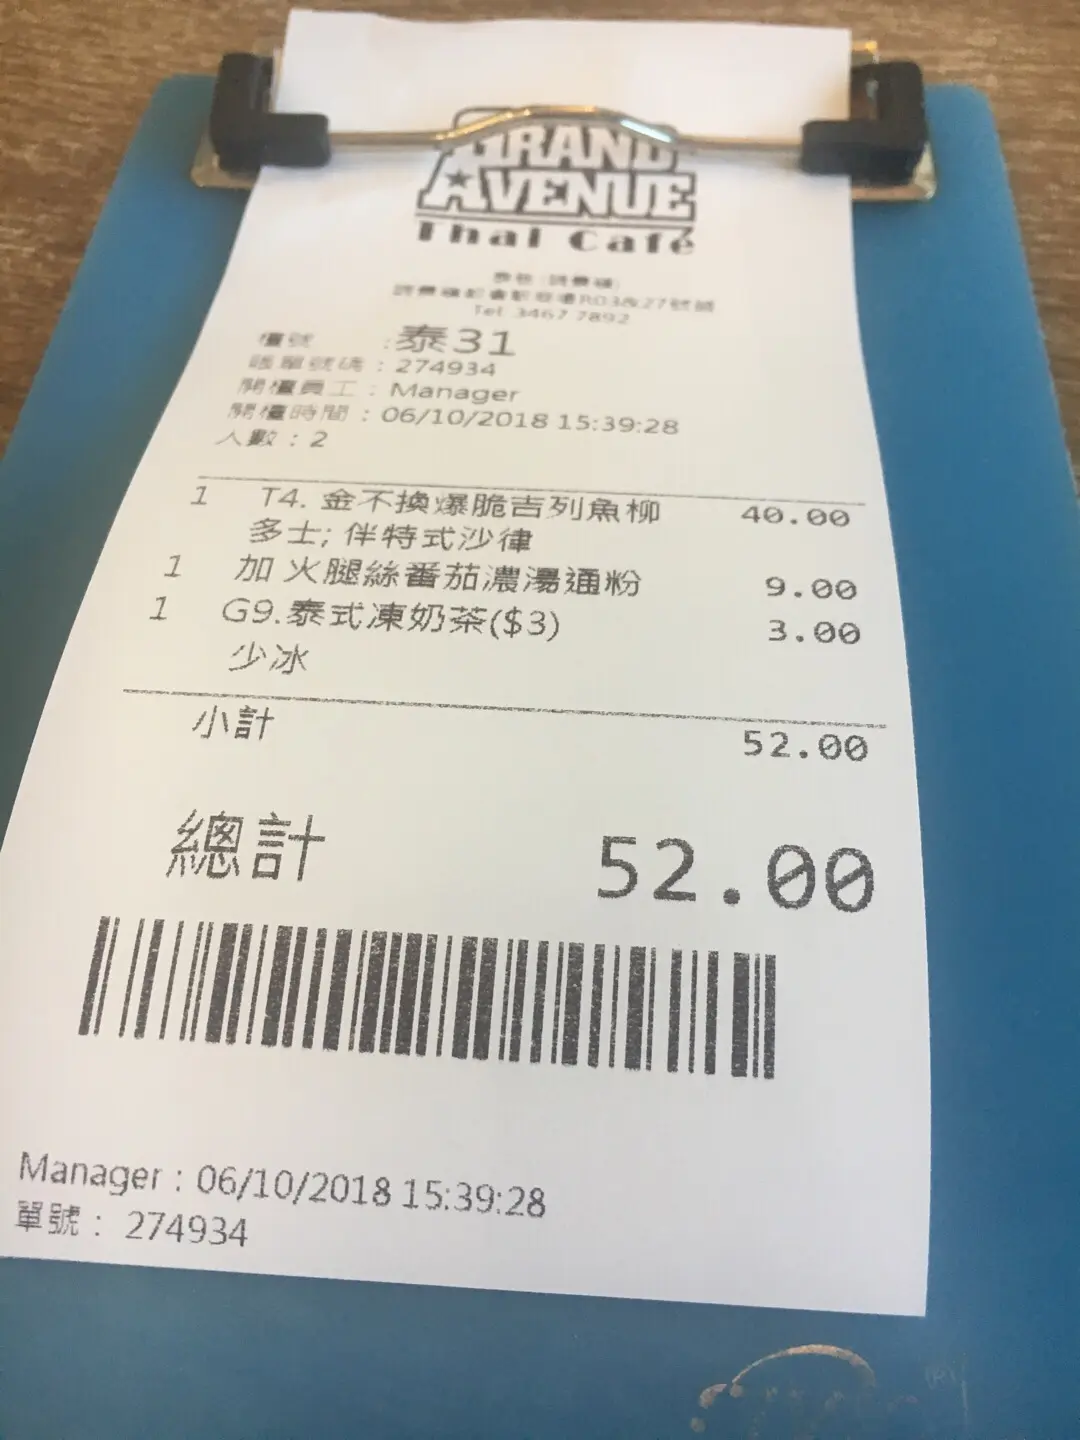 GRAND
AVENUE
Thai Café
Tel: 3467 7892
檯號 : 泰31
賬單號碼 : 274934
開檯員工 : Manager
開檯時間 : 06/10/2018 15:39:28
人數 : 2
1 T4. 金不換爆脆吉列魚柳 40.00
多士; 伴特式沙律
1 加 火腿絲番茄濃湯通粉 9.00
1 G9.泰式凍奶茶($3) 3.00
少冰
小計 52.00
總計 52.00
Manager : 06/10/2018 15:39:28
單號 : 274934